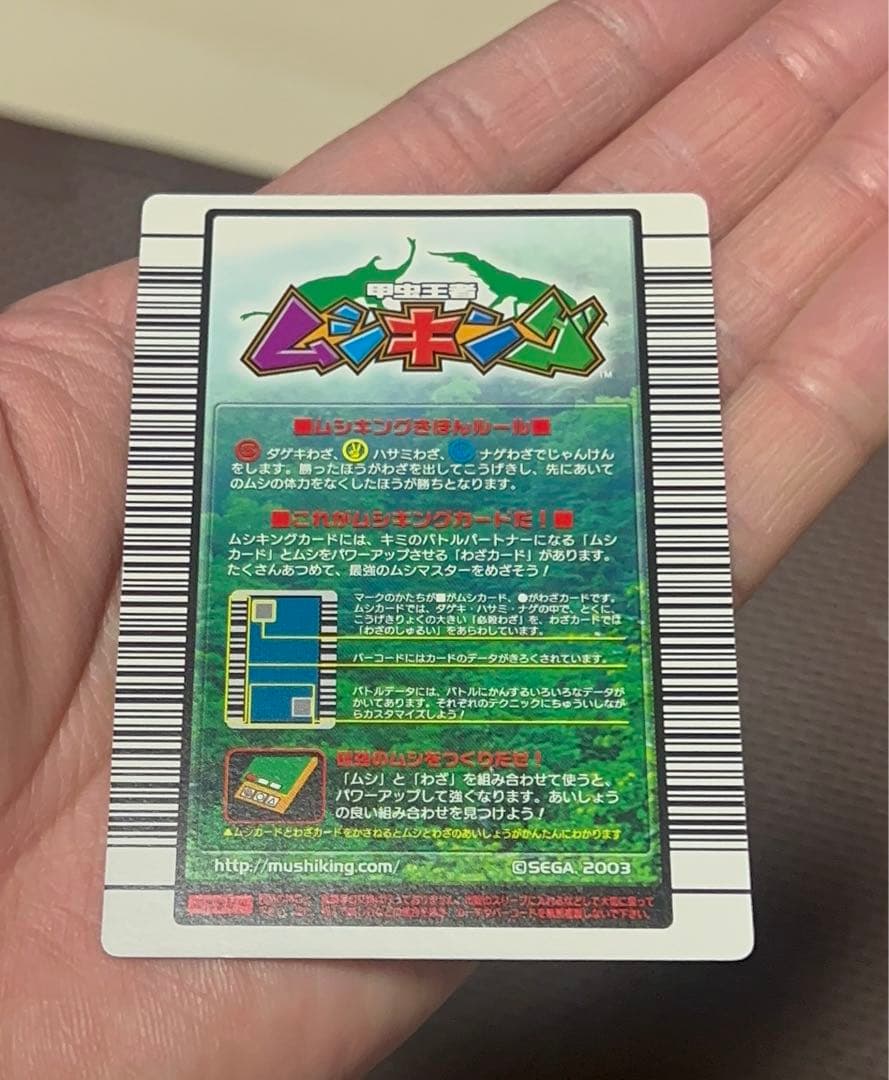 甲虫王者
ムシキング
TM
■ムシキングきほんルール■
タゲキわざ、 ハサミわざ、 ナゲわざでじゃんけん
をします。勝ったほうがわざを出してこうげきし、先にあいて
のムシの体力をなくしたほうが勝ちとなります。
■これがムシキングカードだ！■
ムシキングカードには、キミのバトルパートナーになる「ムシ
カード」とムシをパワーアップさせる「わざカード」があります。
たくさんあつめて、最強のムシマスターをめざそう！
マークのかたちが■がムシカード、●がわざカードです。
ムシカードでは、ダゲキ・ハサミ・ナゲの中で、とくに、
こうげきりょくの大きい「必殺わざ」を、わざカードでは
「わざのしゅるい」をあらわしています。
バーコードにはカードのデータがきろくされています。
バトルデータには、バトルにかんするいろいろなデータが
かいてあります。それぞれのテクニックにちゅういしなが
らカスタマイズしよう！
最強のムシをつくりだせ！
「ムシ」と「わざ」を組み合わせて使うと、
パワーアップして強くなります。あいしょう
の良い組み合わせを見つけよう！
▲ムシカードとわざカードをかさねるとムシとわざのあいしょうがかんたんにわかります
http://mushiking.com/
©SEGA, 2003